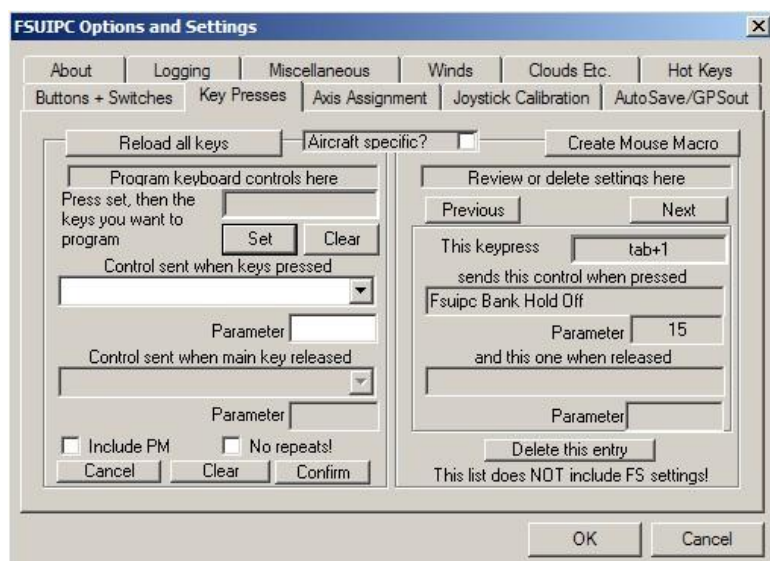 FSUIPC Options and Settings
About
Logging
Miscellaneous
Winds
Clouds Etc.
Hot Keys
Buttons + Switches
Key Presses
Axis Assignment
Joystick Calibration
AutoSave/GPSout
Reload all keys
Aircraft specific?
Create Mouse Macro
Program keyboard controls here
Press set, then the
keys you want to
program
Set
Clear
Control sent when keys pressed
Parameter
Control sent when main key released
Parameter
Include PM
No repeats!
Cancel
Clear
Confirm
Review or delete settings here
Previous
Next
This keypress
tab+1
sends this control when pressed
Fsuipc Bank Hold Off
Parameter
15
and this one when released
Parameter
Delete this entry
This list does NOT include FS settings!
OK
Cancel